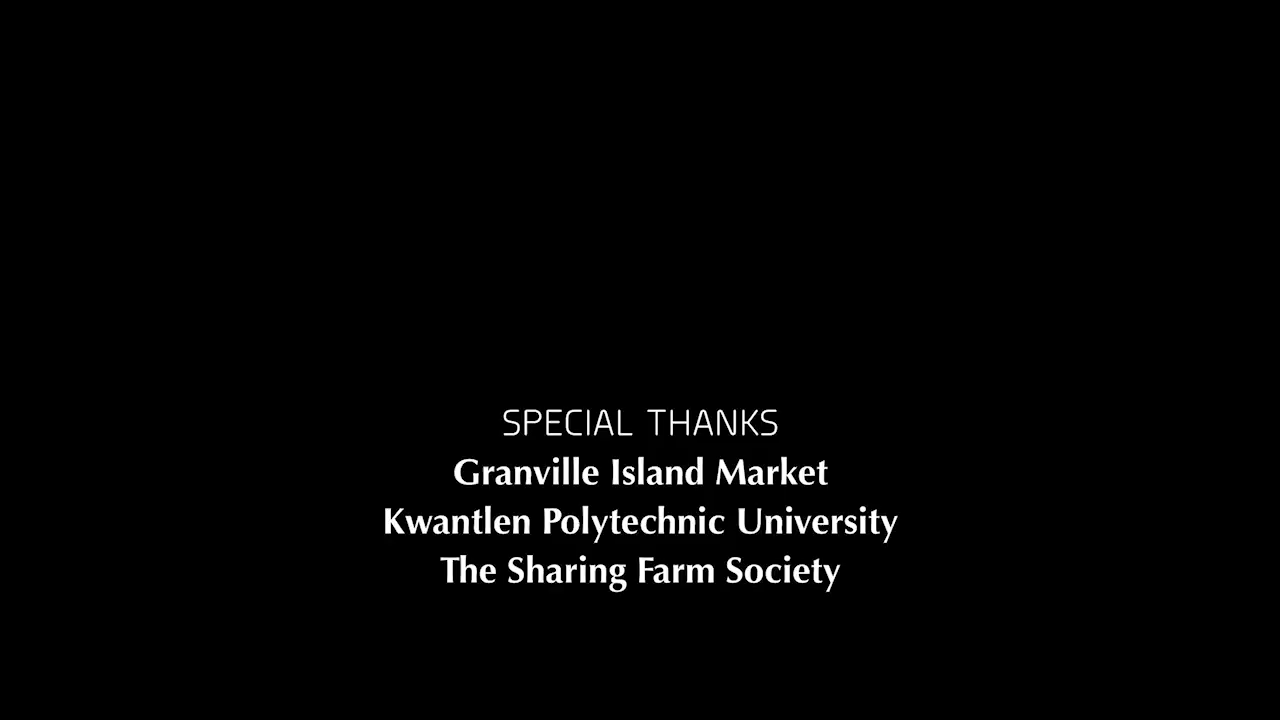 SPECIAL THANKS
Granville Island Market
Kwantlen Polytechnic University
The Sharing Farm Society